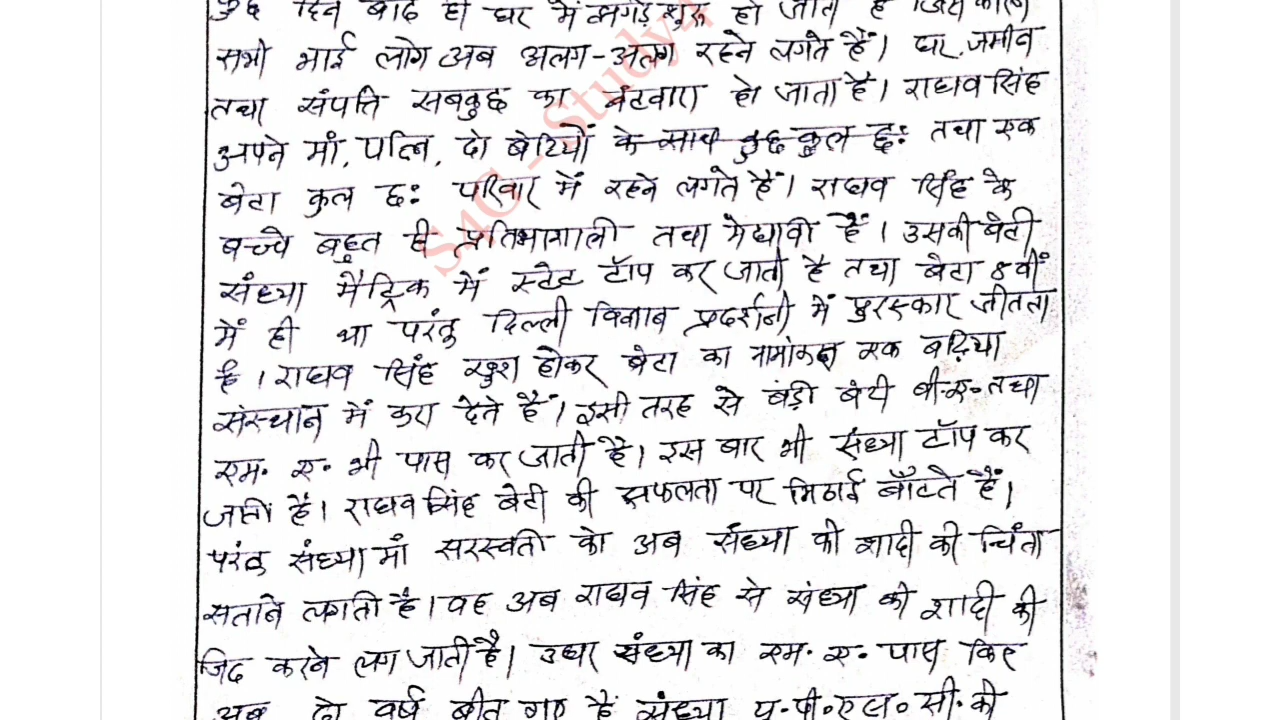 कुछ दिन बाद ही घर में झगड़े शुरू हो जाता है जिस कारण
सभी भाई लोग अब अलग-अलग रहने लगते हैं। घर, जमीन
तथा संपत्ति सबकुछ का बंटवारा हो जाता है। राघव सिंह
अपने माँ, पत्नि, दो बेटियों के साथ कुछ कुल छः तथा एक
बेटा कुल छः परिवार में रहने लगते हैं। राघव सिंह के
बच्चे बहुत ही प्रतिभाशाली तथा मेधावी हैं। उसकी बेटी
संध्या मैट्रिक में स्टेट टॉप कर जाती है तथा बेटा 8वीं
में ही था परंतु दिल्ली विज्ञान प्रदर्शनी में पुरस्कार जीतता
है। राघव सिंह खुश होकर बेटा का नामांकन एक बढ़िया
संस्थान में करा देते हैं। इसी तरह से बड़ी बेटी बी.ए. तथा
एम. ए. भी पास कर जाती है। इस बार भी संध्या टॉप कर
जाती है। राघव सिंह बेटी की सफलता पर मिठाई बाँटते हैं।
परंतु संध्या माँ सरस्वती को अब संध्या की शादी की चिंता
सताने लगती है। वह अब राघव सिंह से संध्या की शादी की
जिद करने लग जाती है। उधर संध्या का एम. ए. पास किए
अब दो वर्ष बीत गए हैं संध्या यू.पी.एस.सी. की
S4G - Study4